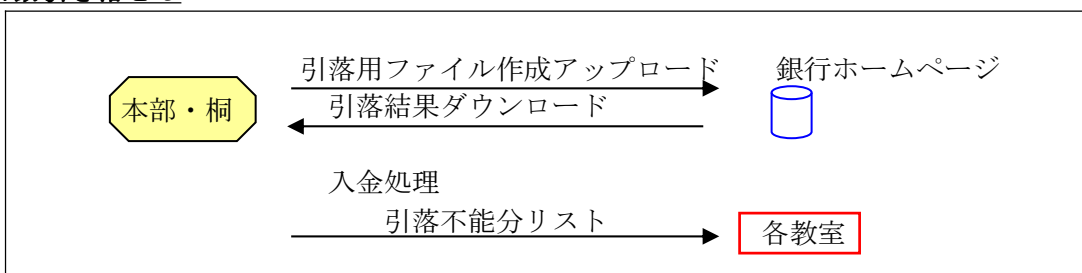 引落用ファイル作成アップロード
銀行ホームページ
本部・桐
引落結果ダウンロード
入金処理
引落不能分リスト
各教室